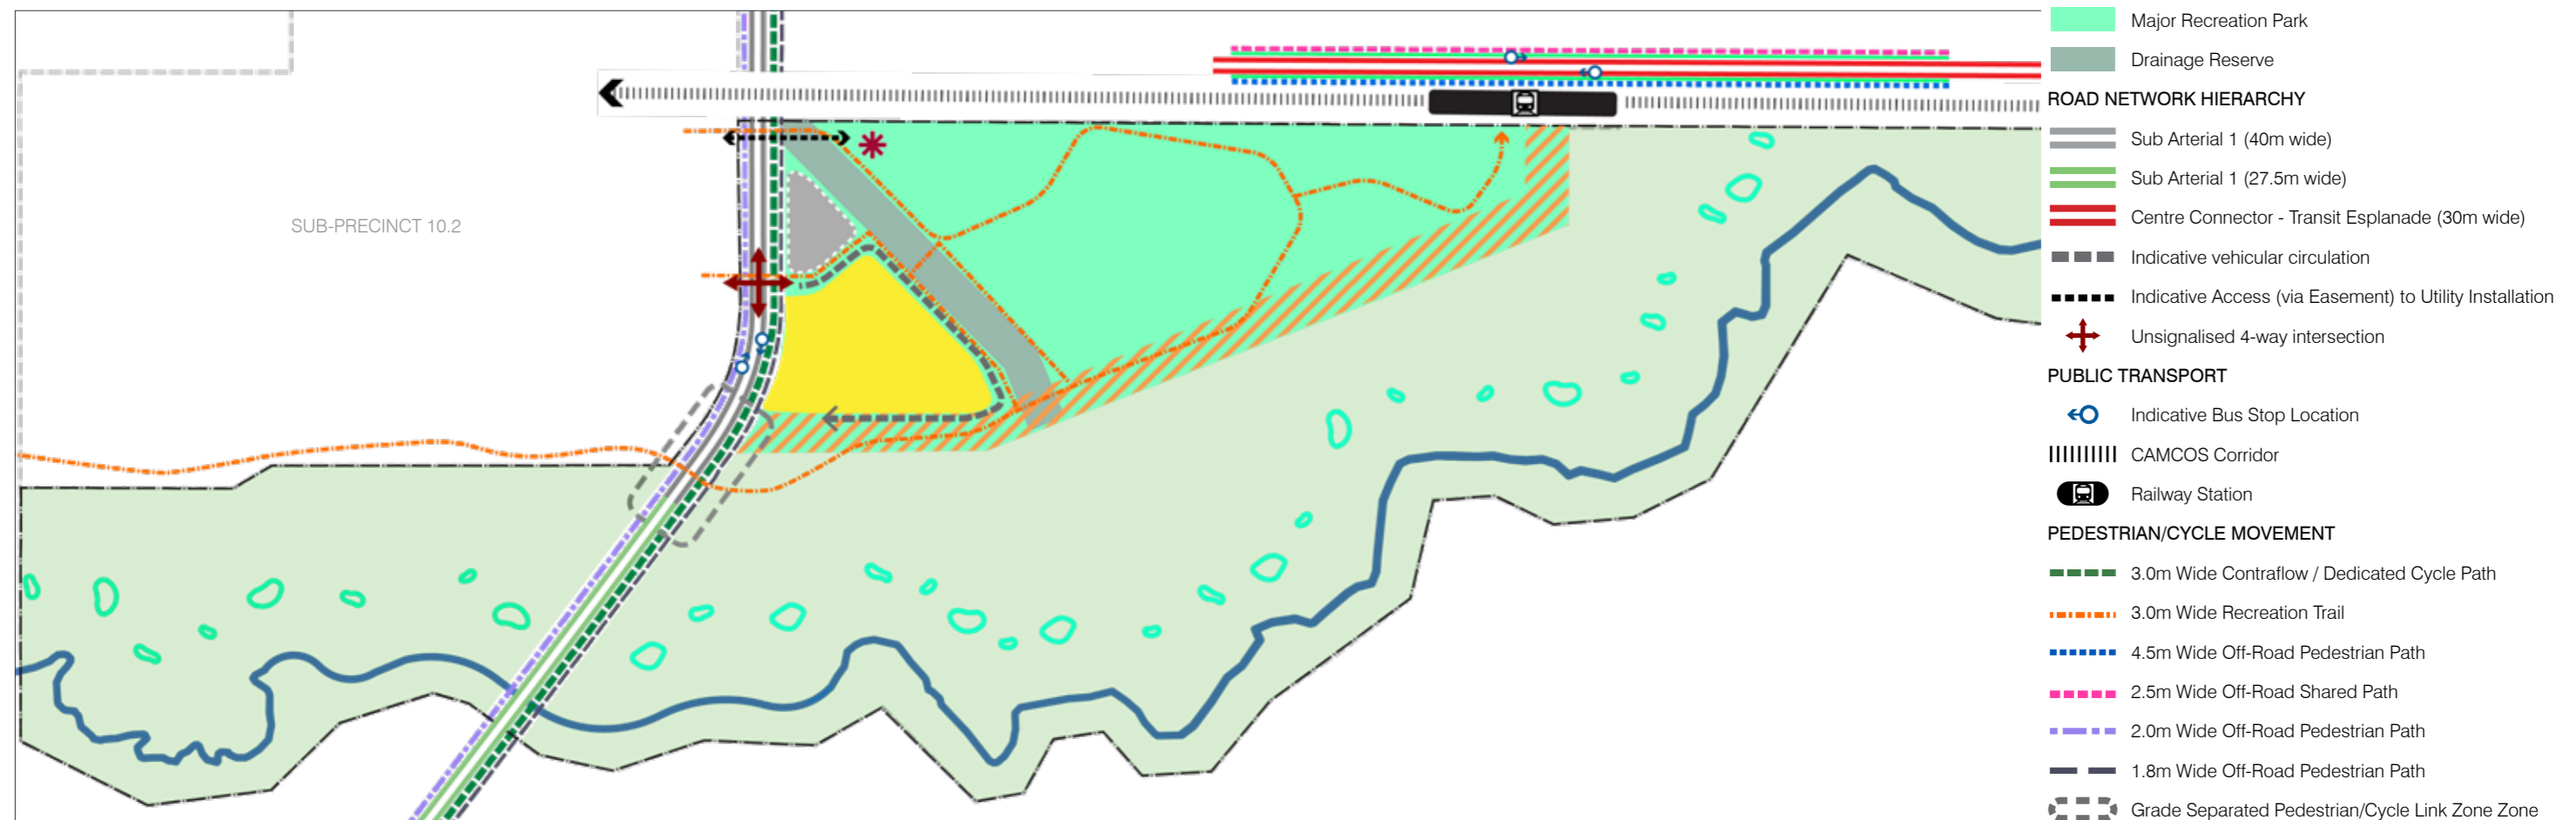 SUB-PRECINCT 10.2
Major Recreation Park
Drainage Reserve
ROAD NETWORK HIERARCHY
Sub Arterial 1 (40m wide)
Sub Arterial 1 (27.5m wide)
Centre Connector - Transit Esplanade (30m wide)
Indicative vehicular circulation
Indicative Access (via Easement) to Utility Installation
Unsignalised 4-way intersection
PUBLIC TRANSPORT
Indicative Bus Stop Location
CAMCOS Corridor
Railway Station
PEDESTRIAN/CYCLE MOVEMENT
3.0m Wide Contraflow / Dedicated Cycle Path
3.0m Wide Recreation Trail
4.5m Wide Off-Road Pedestrian Path
2.5m Wide Off-Road Shared Path
2.0m Wide Off-Road Pedestrian Path
1.8m Wide Off-Road Pedestrian Path
Grade Separated Pedestrian/Cycle Link Zone Zone